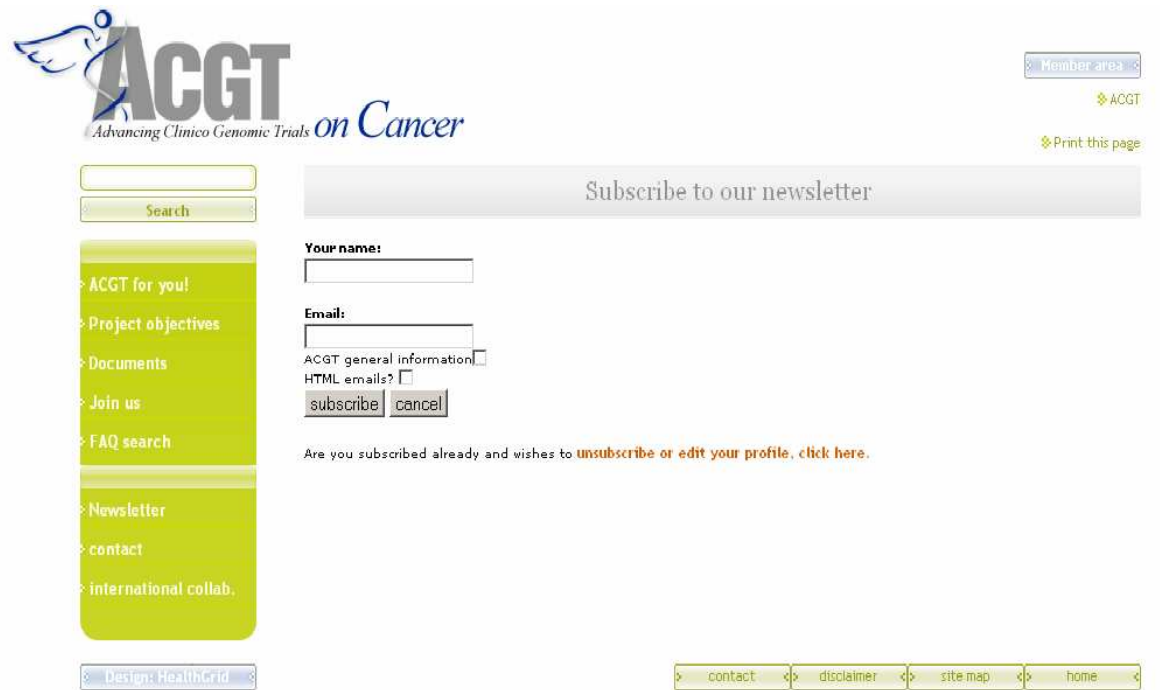 ACGT
Advancing Clinico Genomic Trials on Cancer
Member area
ACGT
Print this page
Search
Subscribe to our newsletter
ACGT for you!
Project objectives
Documents
Join us
FAQ search
Newsletter
contact
international collab.
Your name:
Email:
ACGT general information
HTML emails?
subscribe cancel
Are you subscribed already and wishes to unsubscribe or edit your profile, click here.
Design: HealthGrid
contact disclaimer site map home